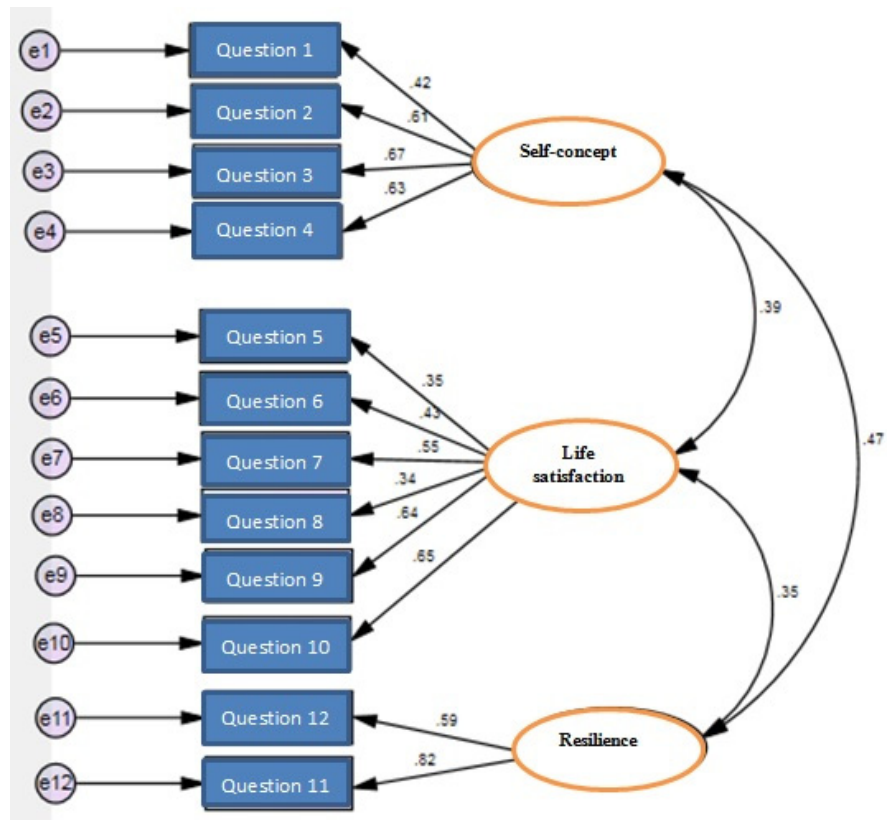 e1
Question 1
.42
e2
Question 2
.61
e3
Question 3
.67
Self-concept
e4
Question 4
.63
.39
e5
Question 5
.35
e6
Question 6
.43
e7
Question 7
.55
Life
satisfaction
.47
e8
Question 8
.34
e9
Question 9
.64
e10
Question 10
.65
.35
e11
Question 12
.59
Resilience
e12
Question 11
.82